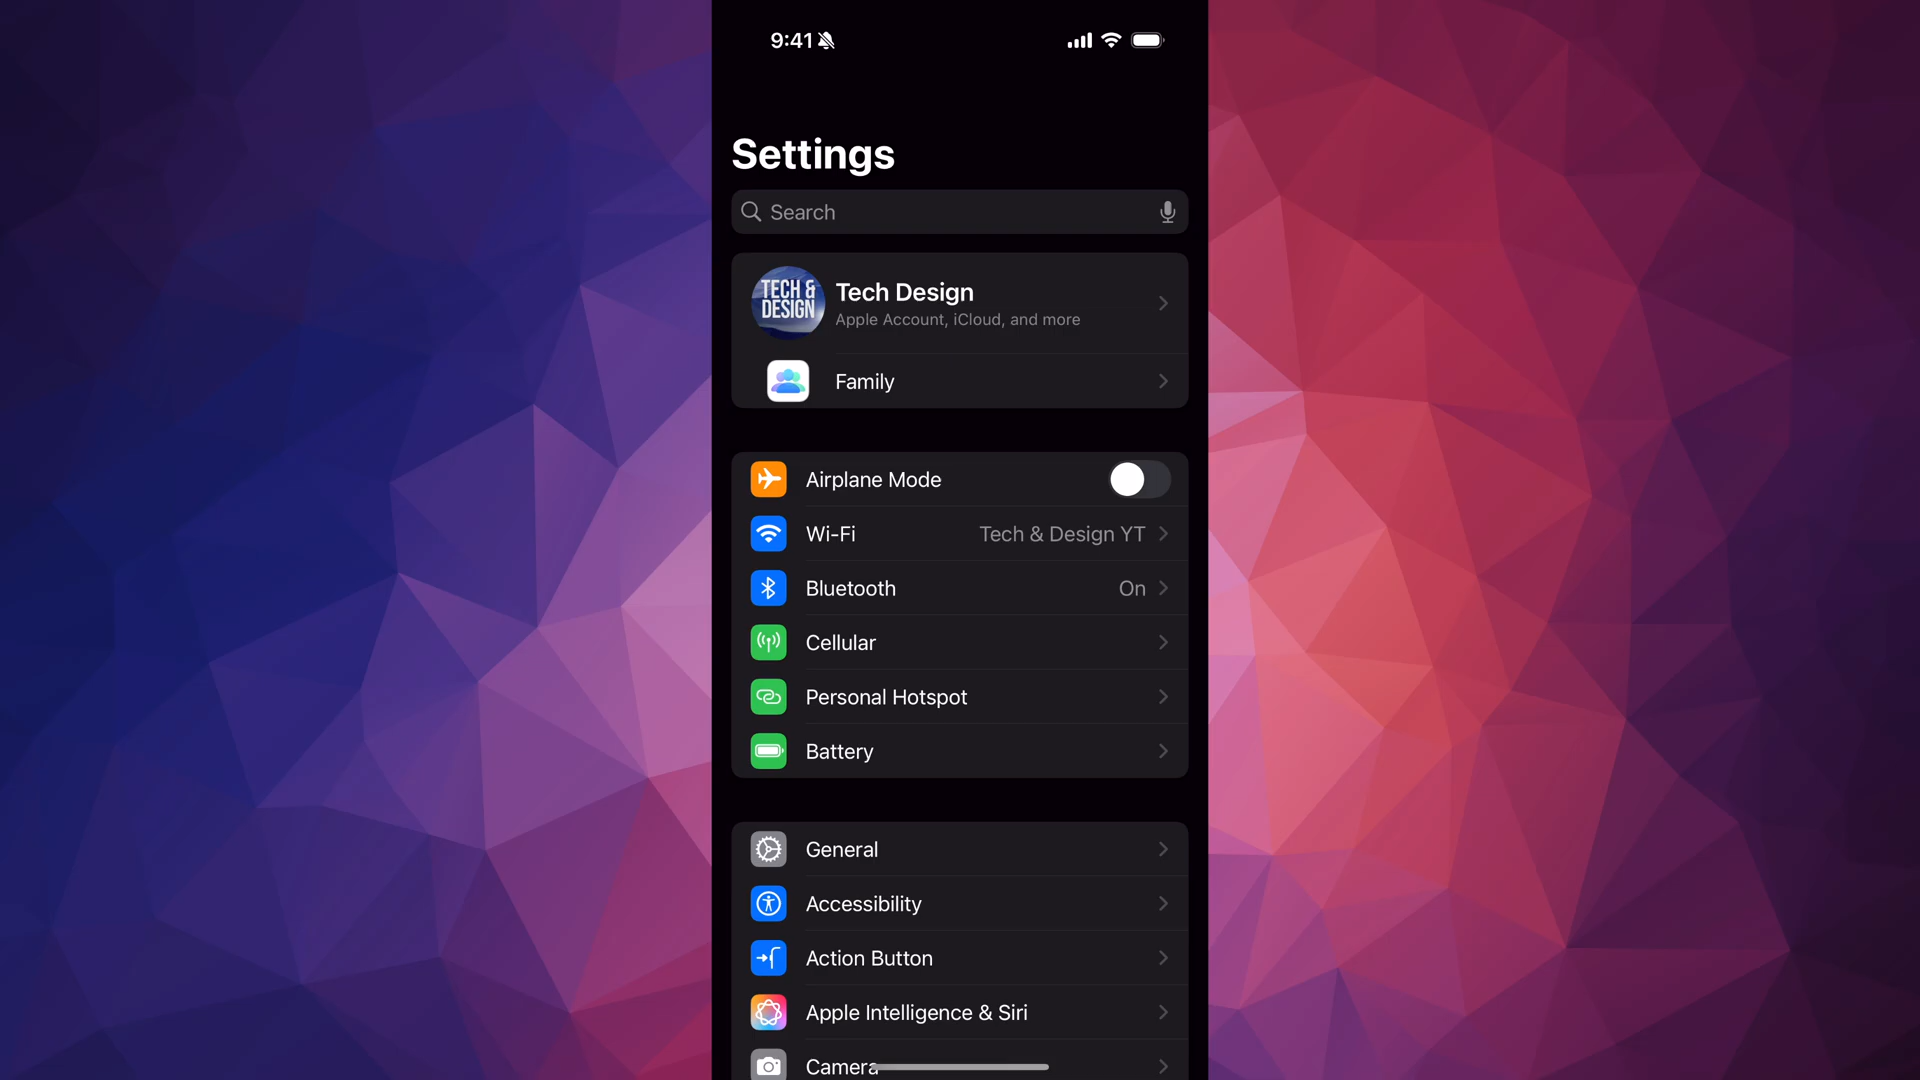 9:41
Settings
Search
TECH &
DESIGN
Tech Design
Apple Account, iCloud, and more
Family
Airplane Mode
Wi-Fi Tech & Design YT
Bluetooth On
Cellular
Personal Hotspot
Battery
General
Accessibility
Action Button
Apple Intelligence & Siri
Camera